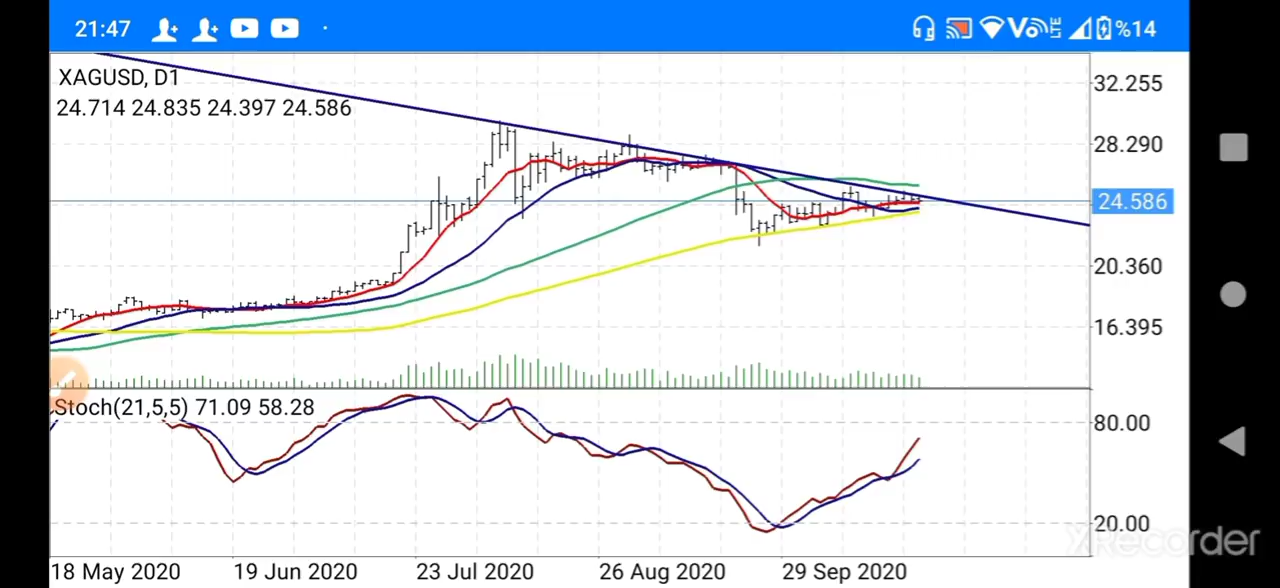 21:47
VoLTE %14
XAGUSD, D1
24.714 24.835 24.397 24.586
32.255
28.290
24.586
20.360
16.395
Stoch(21,5,5) 71.09 58.28
80.00
20.00
XRecorder
18 May 2020 19 Jun 2020 23 Jul 2020 26 Aug 2020 29 Sep 2020